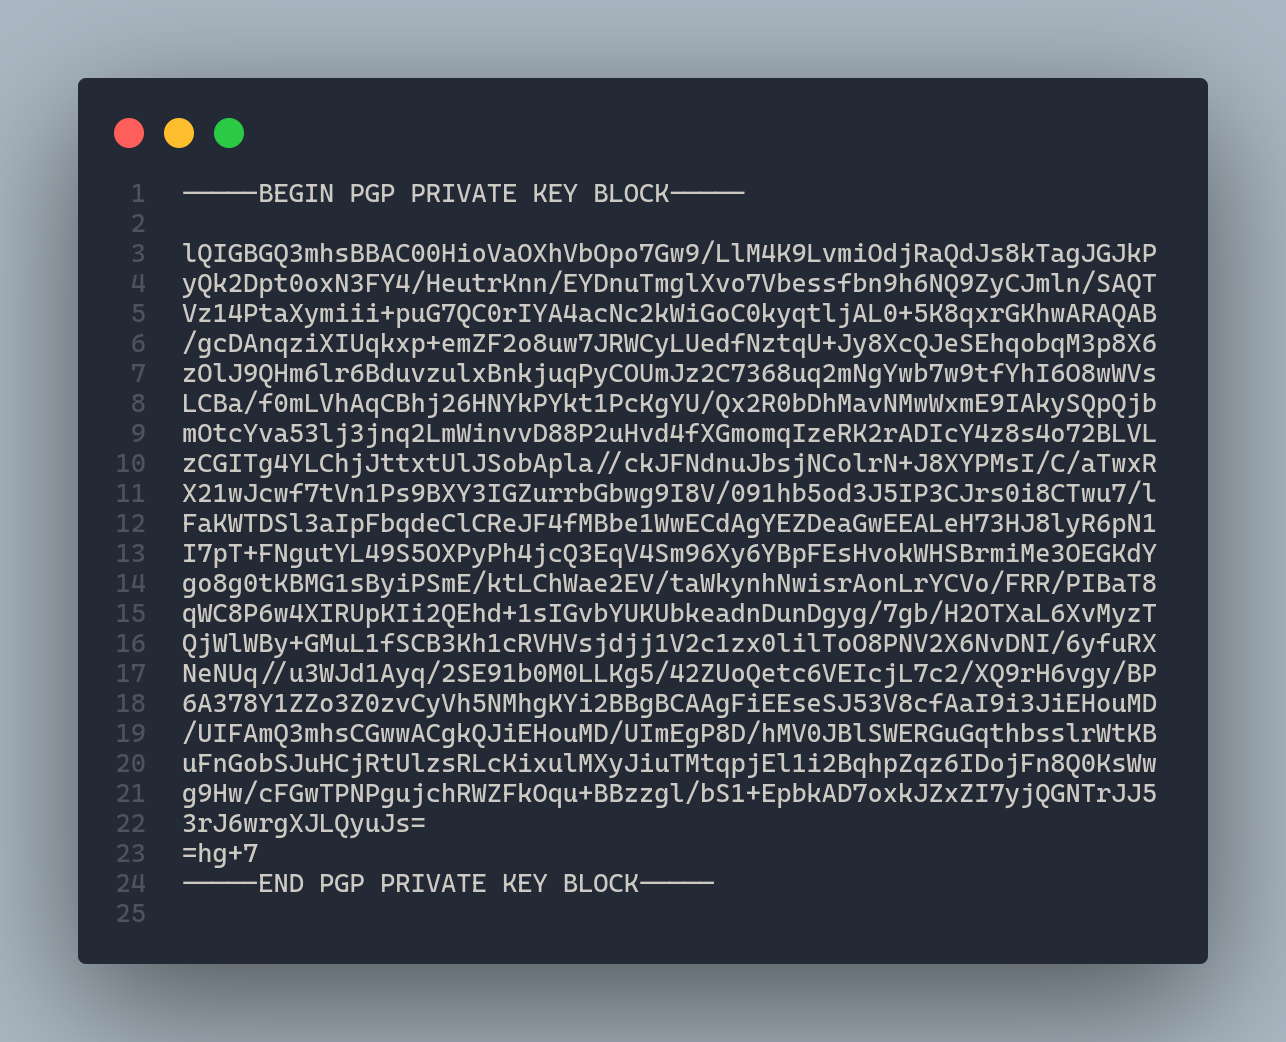 1 -----BEGIN PGP PRIVATE KEY BLOCK-----
2
3 lQIGBGQ3mhsBBAC00HioVaOXhVbOpo7Gw9/LlM4K9LvmiOdjRaQdJs8kTagJGJkP
4 yQk2Dpt0oxN3FY4/HeutrKnn/EYDnuTmglXvo7Vbessfbn9h6NQ9ZyCJmln/SAQT
5 Vz14PtaXymiii+puG7QC0rIYA4acNc2kWiGoC0kyqtljAL0+5K8qxrGKhwARAQAB
6 /gcDAnqziXIUqkxp+emZF2o8uw7JRWCyLUedfNztqU+Jy8XcQJeSEhqobqM3p8X6
7 zOlJ9QHm6lr6BduvzulxBnkjuqPyCOUmJz2C7368uq2mNgYwb7w9tfYhI6O8wWVs
8 LCBa/f0mLVhAqCBhj26HNYkPYkt1PcKgYU/Qx2R0bDhMavNMwWxmE9IAkySQpQjb
9 mOtcYva53lj3jnq2LmWinvvD88P2uHvd4fXGmomqIzeRK2rADIcY4z8s4o72BLVL
10 zCGITg4YLChjJttxtUlJSobApla//ckJFNdnuJbsjNColrN+J8XYPMsI/C/aTwxR
11 X21wJcwf7tVn1Ps9BXY3IGZurrbGbwg9I8V/091hb5od3J5IP3CJrs0i8CTwu7/l
12 FaKWTDSl3aIpFbqdeClCReJF4fMBbe1WwECdAgYEZDeaGwEEALeH73HJ8lyR6pN1
13 I7pT+FNgutYL49S5OXPyPh4jcQ3EqV4Sm96Xy6YBpFEsHvokWHSBrmiMe3OEGKdY
14 go8g0tKBMG1sByiPSmE/ktLChWae2EV/taWkynhNwisrAonLrYCVo/FRR/PIBaT8
15 qWC8P6w4XIRUpKIi2QEhd+1sIGvbYUKUbkeadnDunDgyg/7gb/H2OTXaL6XvMyzT
16 QjWlWBy+GMuL1fSCB3Kh1cRVHVsjdjj1V2c1zx0lilToO8PNV2X6NvDNI/6yfuRX
17 NeNUq//u3WJd1Ayq/2SE91b0M0LLKg5/42ZUoQetc6VEIcjL7c2/XQ9rH6vgy/BP
18 6A378Y1ZZo3Z0zvCyVh5NMhgKYi2BBgBCAAgFiEEseSJ53V8cfAaI9i3JiEHouMD
19 /UIFAmQ3mhsCGwwACgkQJiEHouMD/UImEgP8D/hMV0JBlSWERGuGqthbsslrWtKB
20 uFnGobSJuHCjRtUlzsRLcKixulMXyJiuTMtqpjEl1i2BqhpZqz6IDojFn8Q0KsWw
21 g9Hw/cFGwTPNPgujchRWZFkOqu+BBzzgl/bS1+EpbkAD7oxkJZxZI7yjQGNTrJJ5
22 3rJ6wrgXJLQyuJs=
23 =hg+7
24 -----END PGP PRIVATE KEY BLOCK-----
25